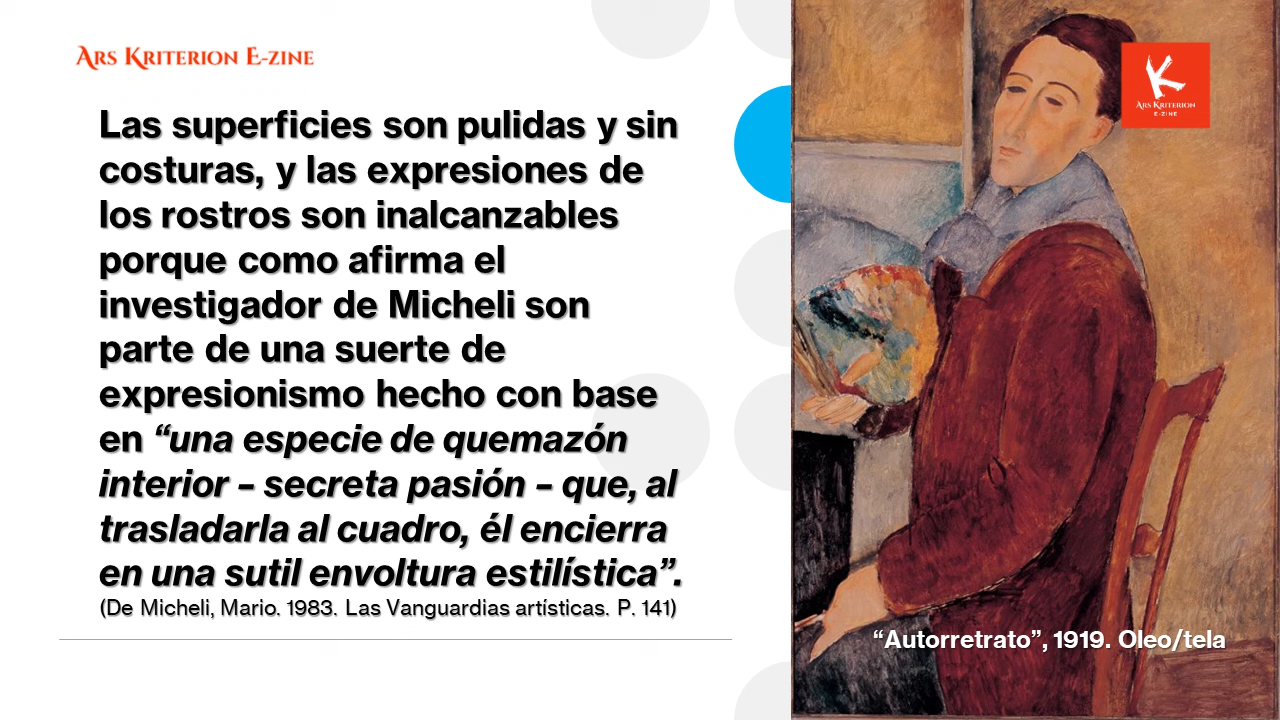 Ars Kriterion E-zine
Las superficies son pulidas y sin
costuras, y las expresiones de
los rostros son inalcanzables
porque como afirma el
investigador de Micheli son
parte de una suerte de
expresionismo hecho con base
en “una especie de quemazón
interior – secreta pasión – que, al
trasladarla al cuadro, él encierra
en una sutil envoltura estilística”.
(De Micheli, Mario. 1983. Las Vanguardias artísticas. P. 141)
Ars Kriterion
E-zine
“Autorretrato”, 1919. Oleo/tela